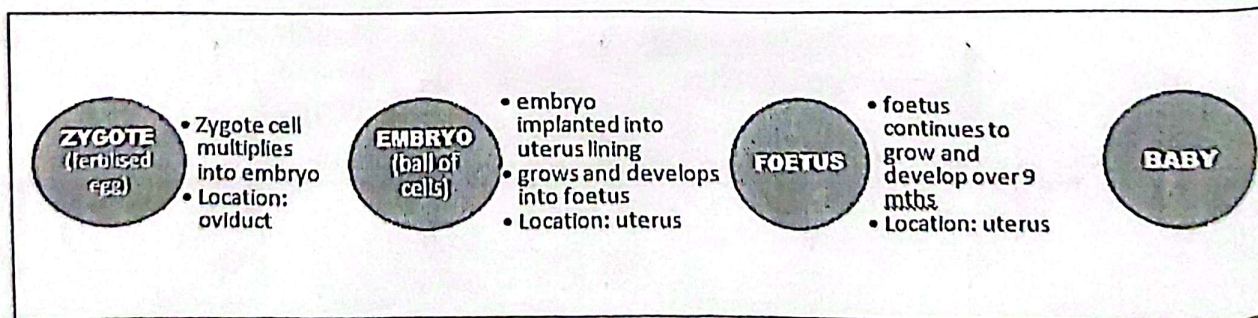 ZYGOTE
(fertilised
egg)
• Zygote cell
multiplies
into embryo
• Location:
oviduct
EMBRYO
(ball of
cells)
• embryo
implanted into
uterus lining
• grows and develops
into foetus
• Location: uterus
FOETUS
• foetus
continues to
grow and
develop over 9
mths
• Location: uterus
BABY